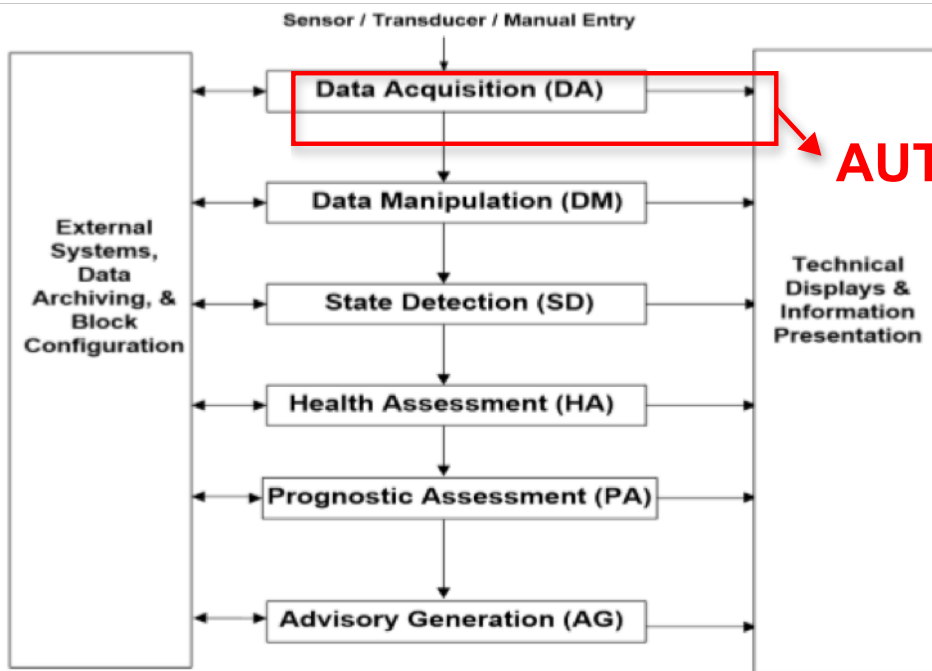 Sensor / Transducer / Manual Entry
Data Acquisition (DA)
AUT
Data Manipulation (DM)
External
Systems,
Data
Archiving, &
Block
Configuration
Technical
Displays &
Information
Presentation
State Detection (SD)
Health Assessment (HA)
Prognostic Assessment (PA)
Advisory Generation (AG)